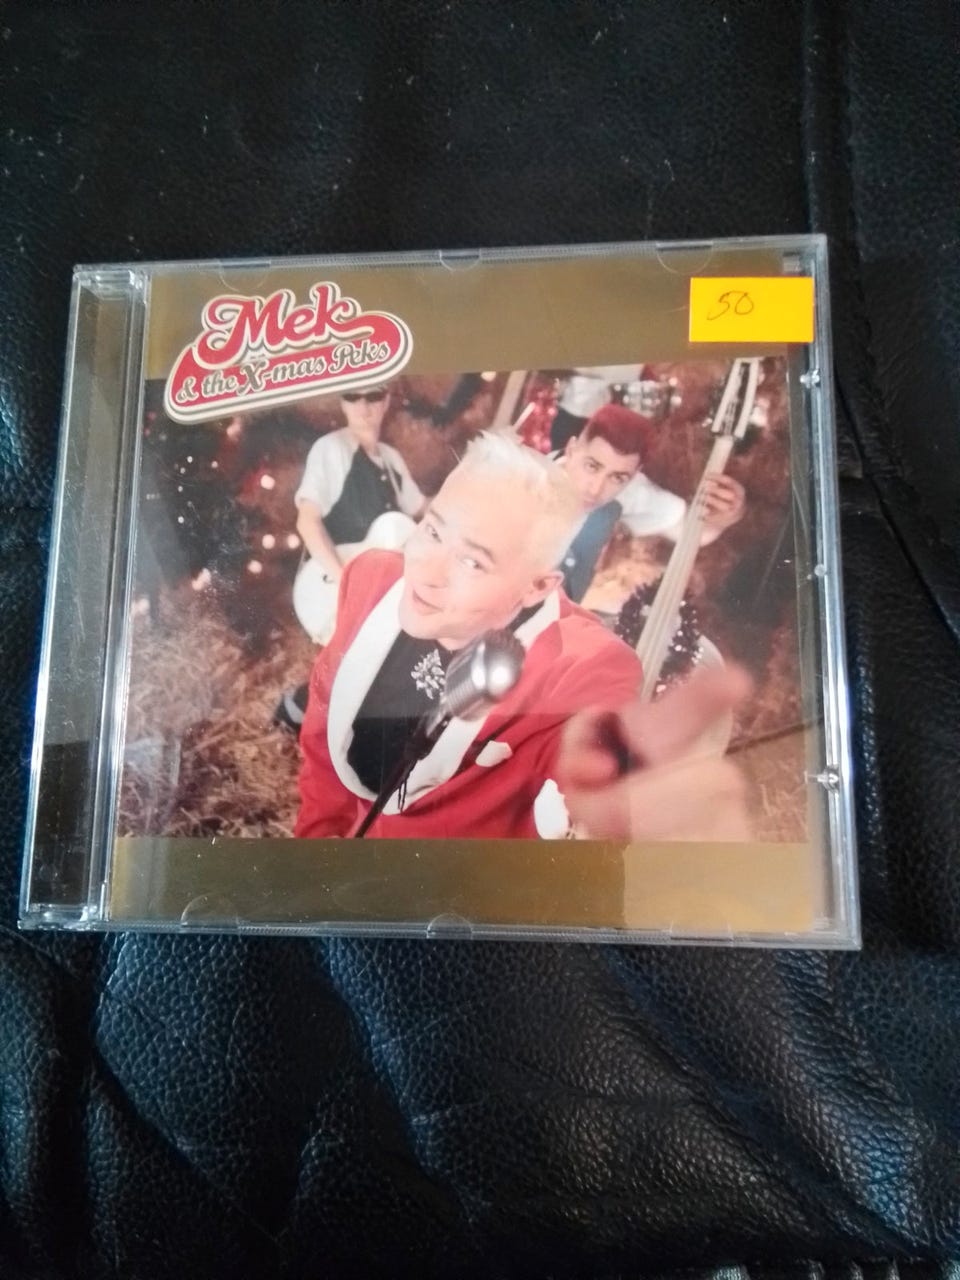 Mek
& the X-mas Peks
50